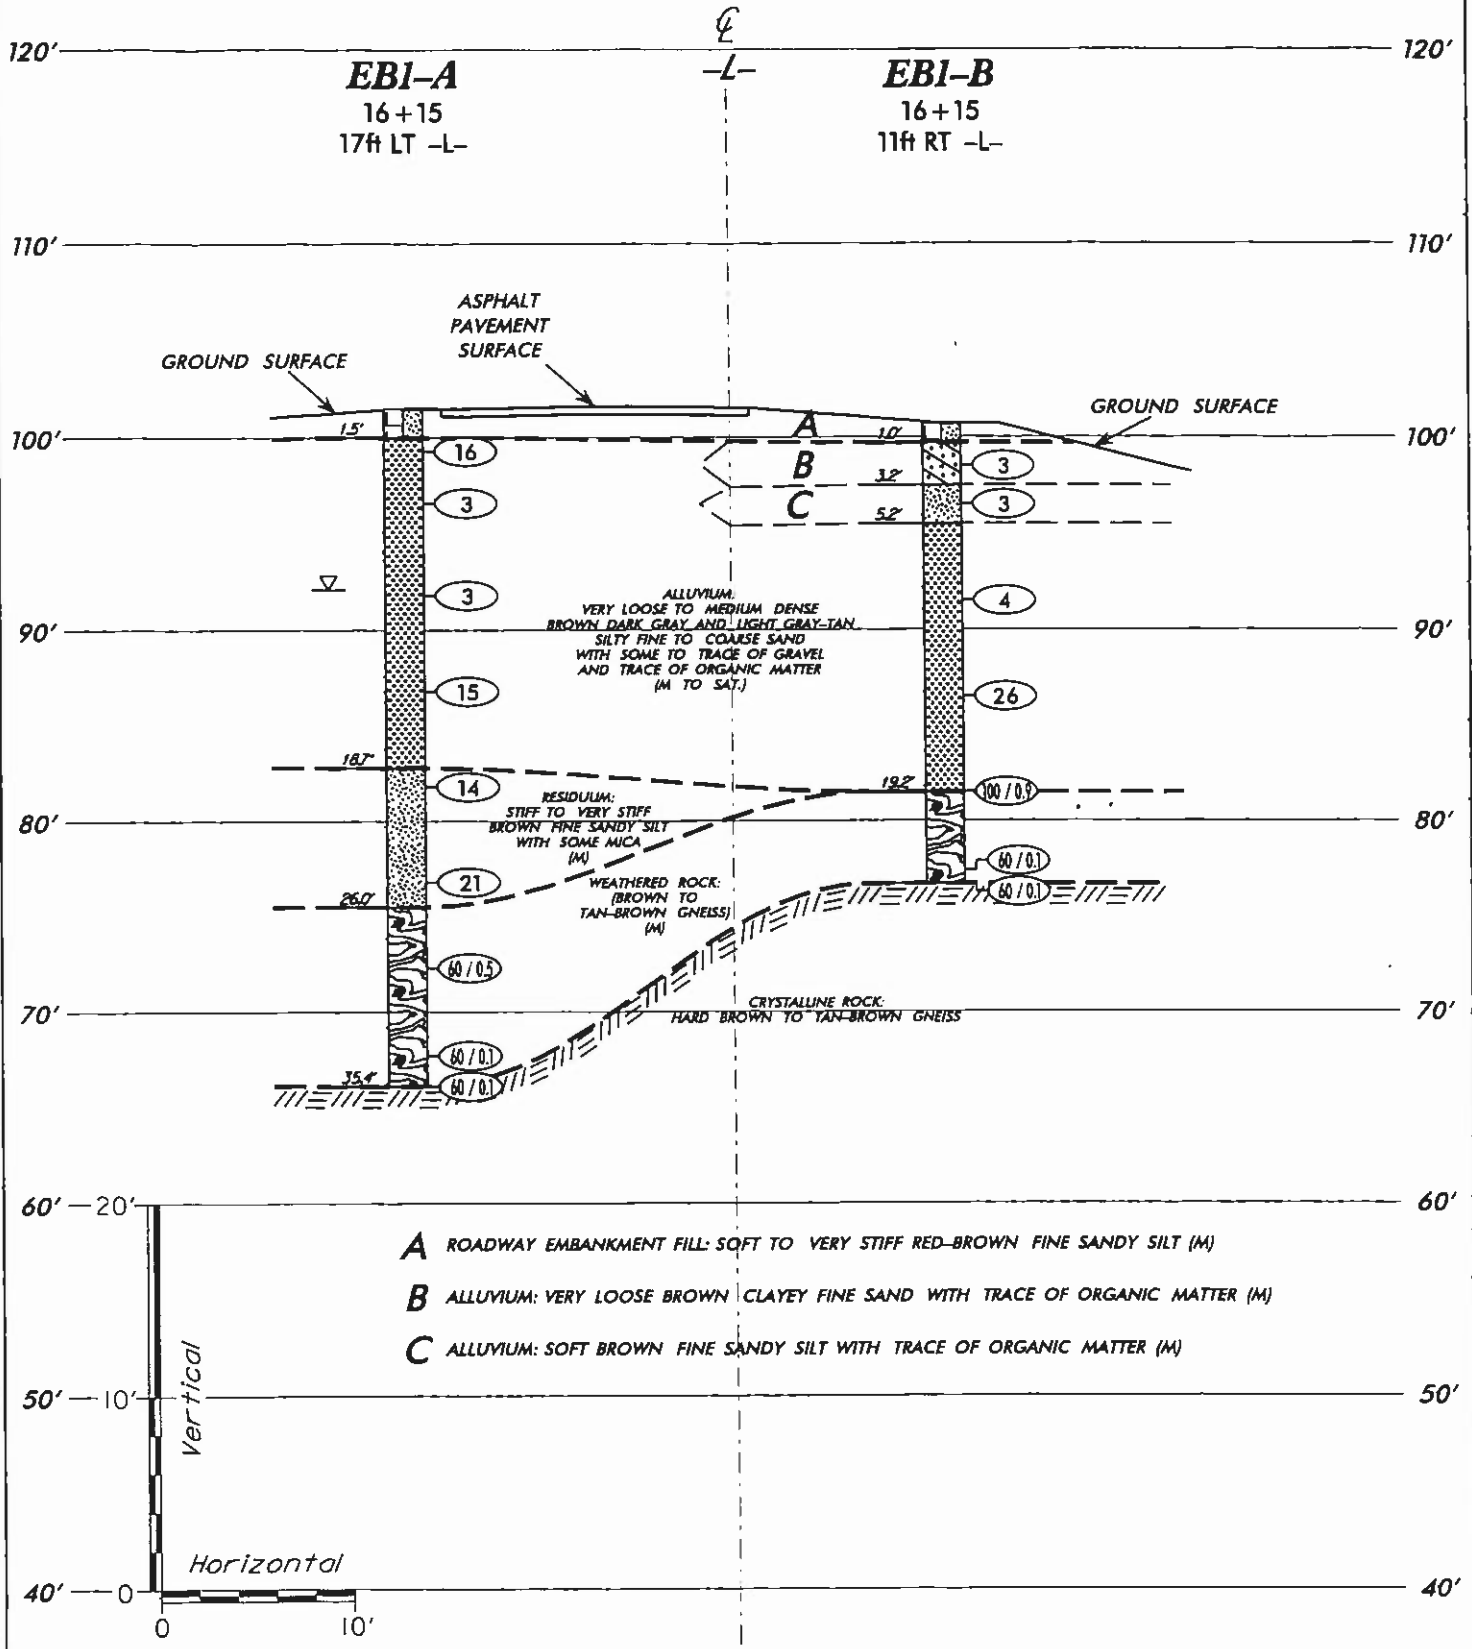 ℄
120' 120'
EB1-A -L- EB1-B
16+15 16+15
17ft LT -L- 11ft RT -L-
110' 110'
ASPHALT
PAVEMENT
SURFACE
GROUND SURFACE
GROUND SURFACE
1.5' A 1.0'
100' 100'
16 B 3
3.2'
3 C 3
5.2'
3 4
ALLUVIUM:
VERY LOOSE TO MEDIUM DENSE
BROWN DARK GRAY AND LIGHT GRAY-TAN
90' 90'
SILTY FINE TO COARSE SAND
WITH SOME TO TRACE OF GRAVEL
AND TRACE OF ORGANIC MATTER
(M TO SAT.)
15 26
18.7'
19.2'
14 100 / 0.9
RESIDUUM:
STIFF TO VERY STIFF
80' 80'
BROWN FINE SANDY SILT
WITH SOME MICA
(M)
60 / 0.1
21 60 / 0.1
WEATHERED ROCK:
(BROWN TO
TAN-BROWN GNEISS)
(M)
26.0'
60 / 0.5
CRYSTALLINE ROCK:
70' 70'
HARD BROWN TO TAN-BROWN GNEISS
60 / 0.1
35.4'
60 / 0.1
60' 20' 60'
A ROADWAY EMBANKMENT FILL: SOFT TO VERY STIFF RED-BROWN FINE SANDY SILT (M)
B ALLUVIUM: VERY LOOSE BROWN CLAYEY FINE SAND WITH TRACE OF ORGANIC MATTER (M)
C ALLUVIUM: SOFT BROWN FINE SANDY SILT WITH TRACE OF ORGANIC MATTER (M)
Vertical
50' 10' 50'
Horizontal
40' 0 40'
0 10'